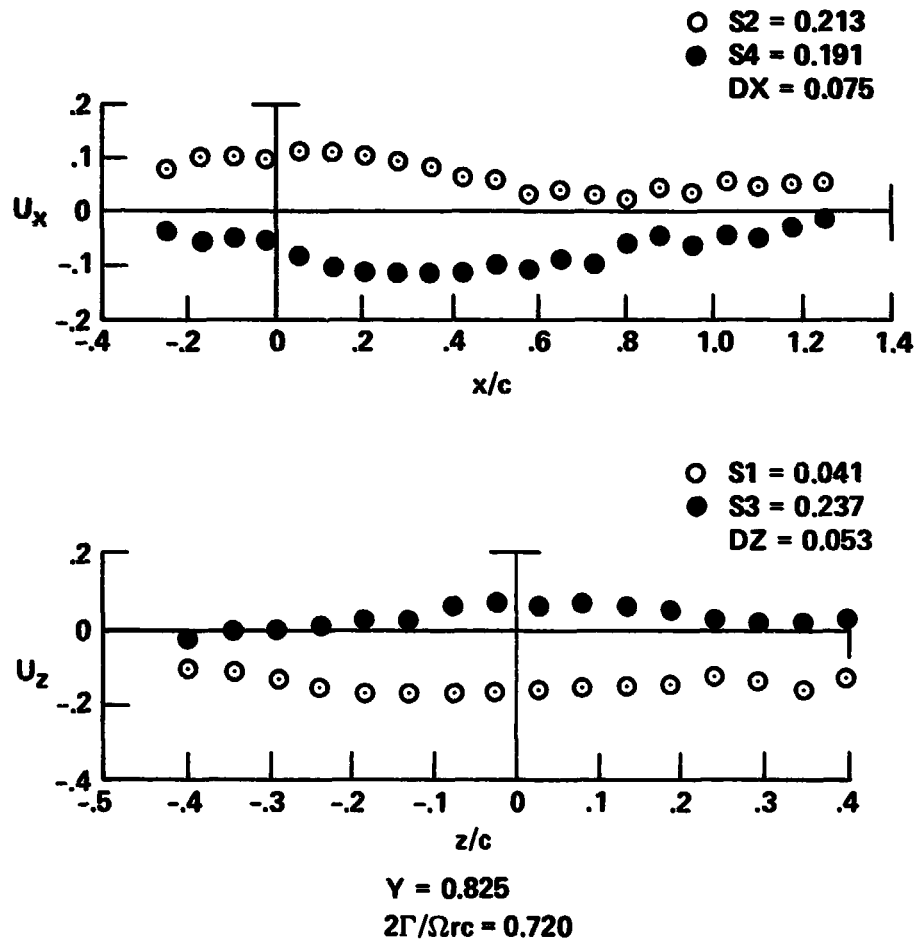 S2 = 0.213
S4 = 0.191
DX = 0.075
.2
.1
0
-.1
-.2
Ux
-.4 -.2 0 .2 .4 .6 .8 1.0 1.2 1.4
x/c
S1 = 0.041
S3 = 0.237
DZ = 0.053
.2
0
-.2
-.4
Uz
-.5 -.4 -.3 -.2 -.1 0 .1 .2 .3 .4
z/c
Y = 0.825
2Γ/Ωrc = 0.720